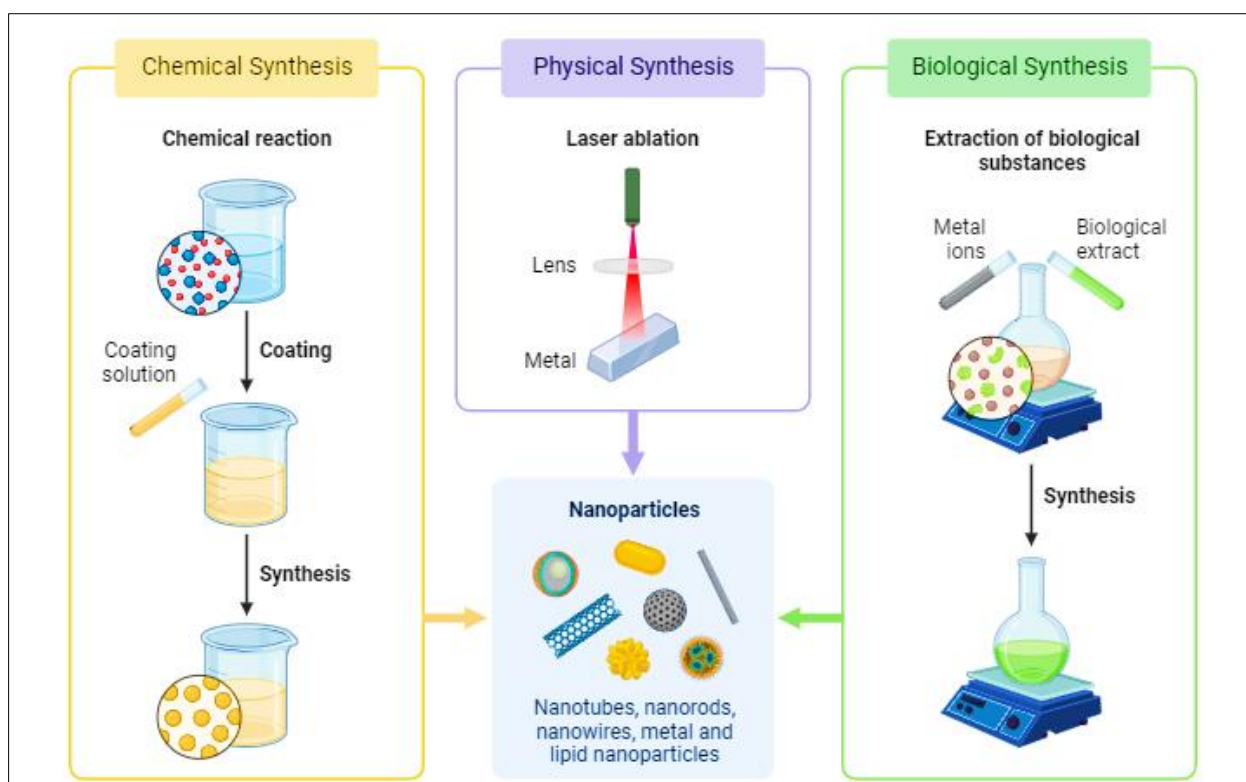 Chemical Synthesis
Chemical reaction
Coating
solution
Coating
Synthesis
Physical Synthesis
Laser ablation
Lens
Metal
Biological Synthesis
Extraction of biological
substances
Metal
ions
Biological
extract
Synthesis
Nanoparticles
Nanotubes, nanorods,
nanowires, metal and
lipid nanoparticles